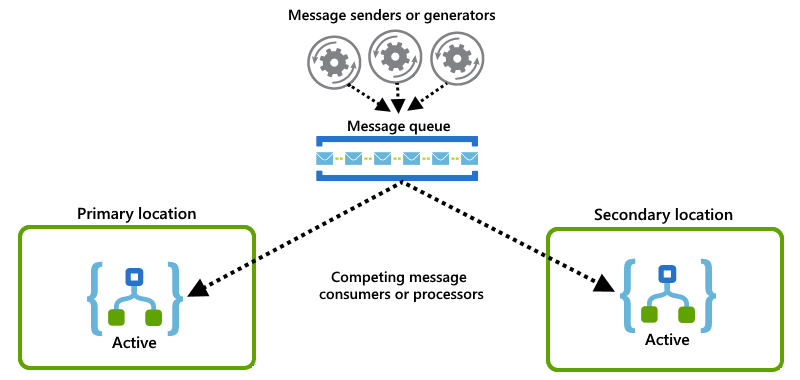 Message senders or generators
Message queue
Primary location
Secondary location
Competing message
consumers or processors
Active
Active